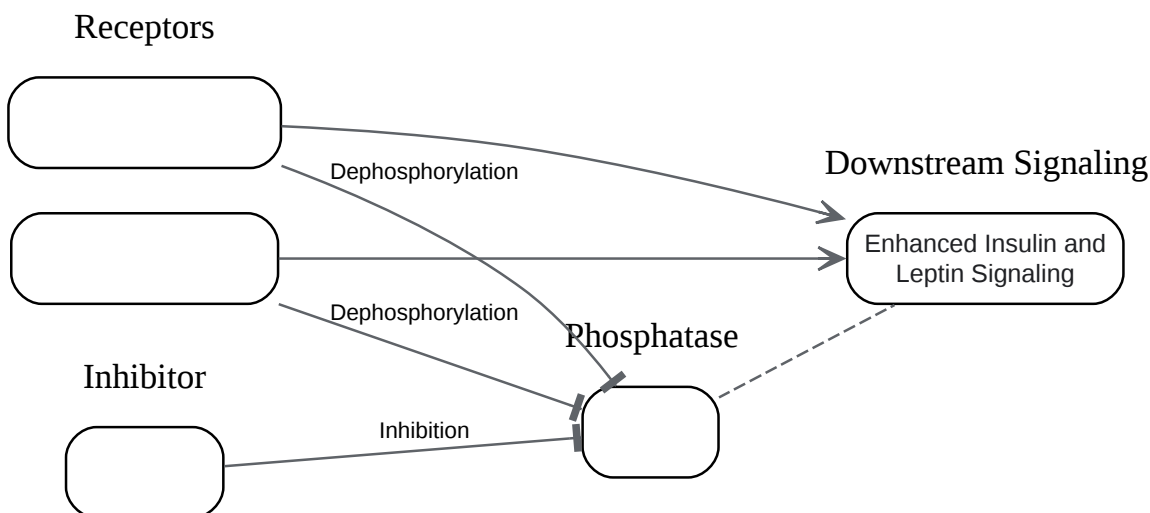 Receptors
Dephosphorylation
Downstream Signaling
Enhanced Insulin and
Leptin Signaling
Dephosphorylation
Phosphatase
Inhibitor
Inhibition